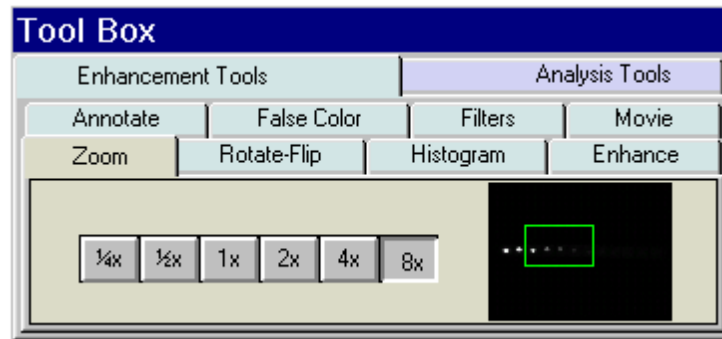 Tool Box
Enhancement Tools Analysis Tools
Annotate False Color Filters Movie
Zoom Rotate-Flip Histogram Enhance
¼x ½x 1x 2x 4x 8x